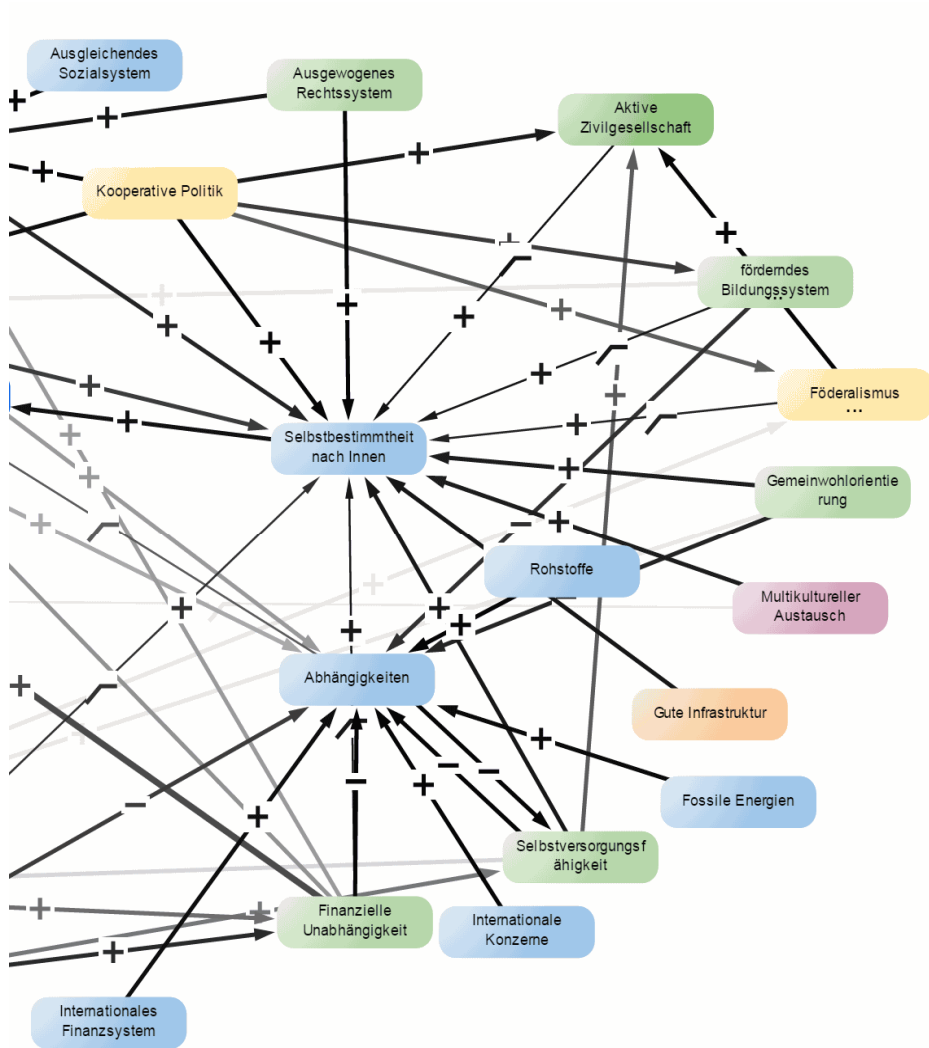 Ausgleichendes
Sozialsystem
Ausgewogenes
Rechtssystem
Aktive
Zivilgesellschaft
Kooperative Politik
förderndes
Bildungssystem
...
Föderalismus
...
Selbstbestimmtheit
nach Innen
Gemeinwohlorientie
rung
Rohstoffe
Multikultureller
Austausch
Abhängigkeiten
Gute Infrastruktur
Fossile Energien
Selbstversorgungsf
ähigkeit
Finanzielle
Unabhängigkeit
Internationale
Konzerne
Internationales
Finanzsystem